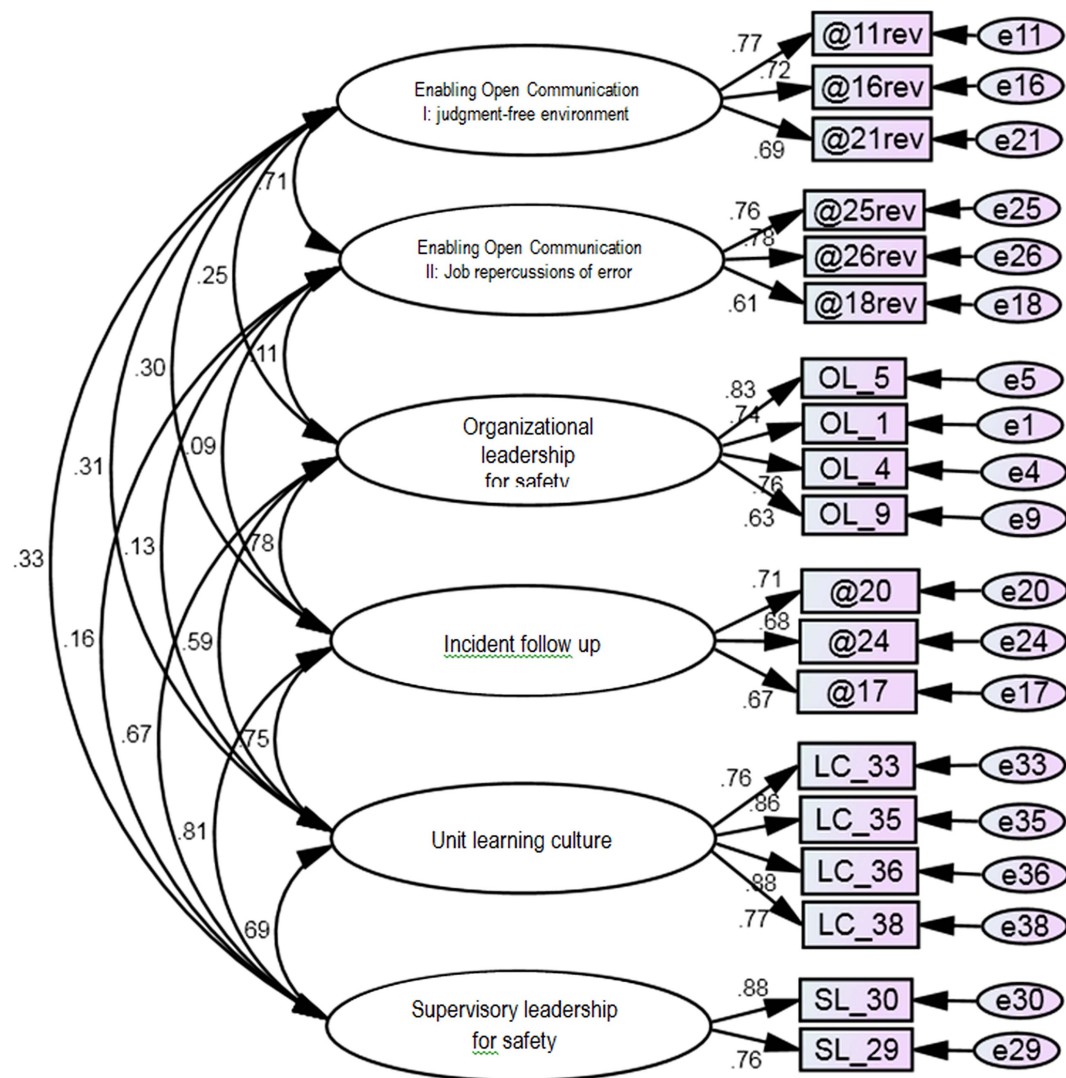 .77
@11rev
e11
Enabling Open Communication
I: judgment-free environment
.72
@16rev
e16
.69
@21rev
e21
.71
.76
@25rev
e25
Enabling Open Communication
II: Job repercussions of error
.78
@26rev
e26
.61
@18rev
e18
.25
.11
.30
.83
OL_5
e5
.74
OL_1
e1
Organizational
leadership
for safety
.76
OL_4
e4
.63
OL_9
e9
.09
.31
.33
.13
.78
.71
@20
e20
Incident follow up
.68
@24
e24
.67
@17
e17
.16
.59
.67
.75
.76
LC_33
e33
.86
LC_35
e35
Unit learning culture
.88
LC_36
e36
.77
LC_38
e38
.81
.69
.88
SL_30
e30
Supervisory leadership
for safety
.76
SL_29
e29